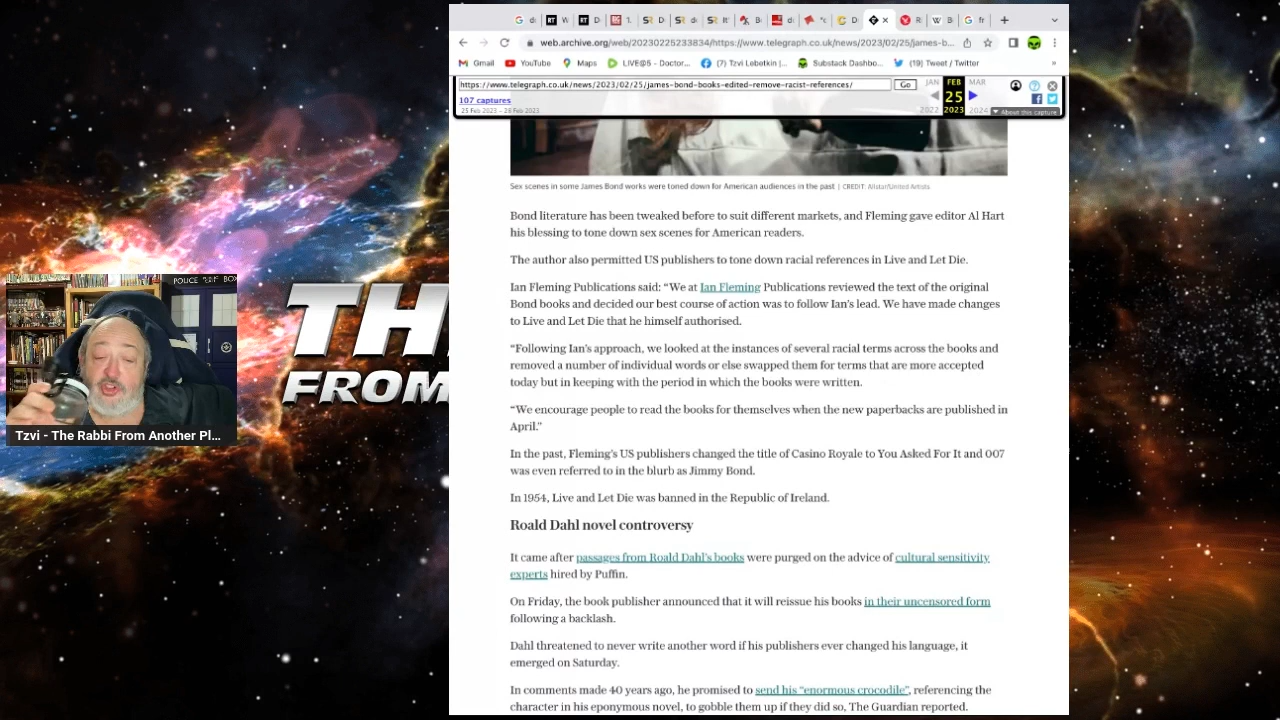 G di
RT W
RT D
T.
SR D
SR di
SR It'
B
di
"c
D
×
R
W B
G fr
+
web.archive.org/web/20230225233834/https://www.telegraph.co.uk/news/2023/02/25/james-b...
Gmail YouTube Maps LIVE@5 - Doctor... (7) Tzvi Lebetkin |... Substack Dashbo... (19) Tweet / Twitter »
https://www.telegraph.co.uk/news/2023/02/25/james-bond-books-edited-remove-racist-references/ Go JAN FEB MAR
107 captures 25
25 Feb 2023 - 28 Feb 2023 2022 2023 2024 ▼ About this capture
Sex scenes in some James Bond works were toned down for American audiences in the past | CREDIT: Allstar/United Artists
Bond literature has been tweaked before to suit different markets, and Fleming gave editor Al Hart
his blessing to tone down sex scenes for American readers.
The author also permitted US publishers to tone down racial references in Live and Let Die.
Ian Fleming Publications said: “We at Ian Fleming Publications reviewed the text of the original
Bond books and decided our best course of action was to follow Ian’s lead. We have made changes
to Live and Let Die that he himself authorised.
“Following Ian’s approach, we looked at the instances of several racial terms across the books and
removed a number of individual words or else swapped them for terms that are more accepted
today but in keeping with the period in which the books were written.
“We encourage people to read the books for themselves when the new paperbacks are published in
April.”
In the past, Fleming’s US publishers changed the title of Casino Royale to You Asked For It and 007
was even referred to in the blurb as Jimmy Bond.
In 1954, Live and Let Die was banned in the Republic of Ireland.
Roald Dahl novel controversy
It came after passages from Roald Dahl’s books were purged on the advice of cultural sensitivity
experts hired by Puffin.
On Friday, the book publisher announced that it will reissue his books in their uncensored form
following a backlash.
Dahl threatened to never write another word if his publishers ever changed his language, it
emerged on Saturday.
In comments made 40 years ago, he promised to send his “enormous crocodile”, referencing the
character in his eponymous novel, to gobble them up if they did so, The Guardian reported.
POLICE BOX
TH
FROM
Tzvi - The Rabbi From Another Pl...